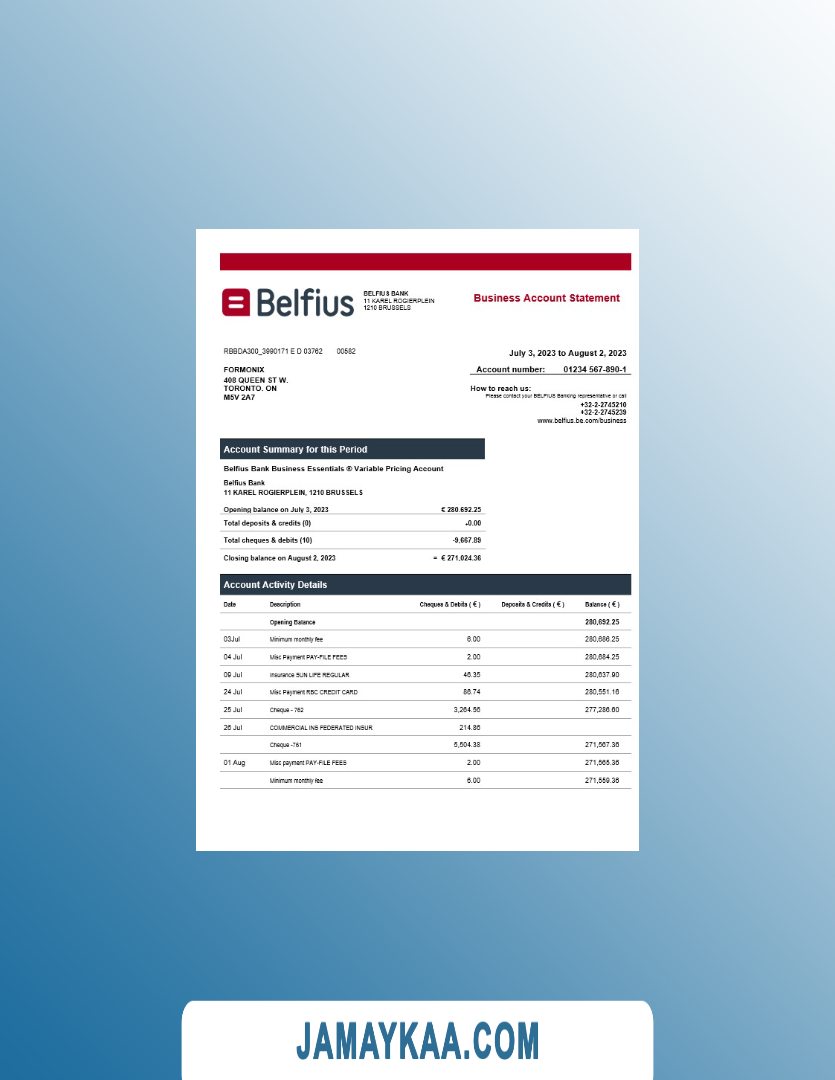 Belfius
BELFIUS BANK
11 KAREL ROGIERPLEIN
1210 BRUSSELS
Business Account Statement
RBBDA300_3990171 E D 03762 00582
July 3, 2023 to August 2, 2023
FORMONIX
408 QUEEN ST W.
TORONTO. ON
M5V 2A7
Account number: 01234 567-890-1
How to reach us:
Please contact your BELFIUS Banking representative or call
+32-2-2745210
+32-2-2745239
www.belfius.be.com/business
Account Summary for this Period
Belfius Bank Business Essentials ® Variable Pricing Account
Belfius Bank
11 KAREL ROGIERPLEIN, 1210 BRUSSELS
Opening balance on July 3, 2023 € 280.692.25
Total deposits & credits (0) +0.00
Total cheques & debits (10) -9,667.89
Closing balance on August 2, 2023 = € 271,024.36
Account Activity Details
Date Description Cheques & Debits ( € ) Deposits & Credits ( € ) Balance ( € )
Opening Balance 280,692.25
03Jul Minimum monthly fee 6.00 280,686.25
04 Jul Misc Payment PAY-FILE FEES 2.00 280,684.25
09 Jul Insurance SUN LIFE REGULAR 46.35 280,637.90
24 Jul Misc Payment RBC CREDIT CARD 86.74 280,551.16
25 Jul Cheque - 762 3,264.56 277,286.60
26 Jul COMMERCIAL INS FEDERATED INSUR 214.86
Cheque -761 5,504.38 271,567.36
01 Aug Misc payment PAY-FILE FEES 2.00 271,565.36
Minimum monthly fee 6.00 271,559.36
JAMAYKAA.COM